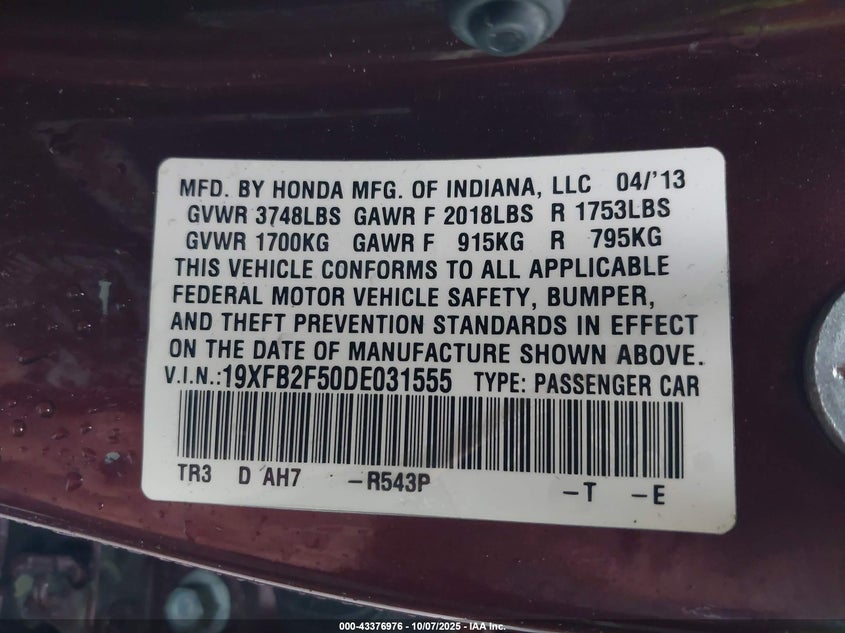 MFD. BY HONDA MFG. OF INDIANA, LLC 04/'13
GVWR 3748LBS GAWR F 2018LBS R 1753LBS
GVWR 1700KG GAWR F 915KG R 795KG
THIS VEHICLE CONFORMS TO ALL APPLICABLE
FEDERAL MOTOR VEHICLE SAFETY, BUMPER,
AND THEFT PREVENTION STANDARDS IN EFFECT
ON THE DATE OF MANUFACTURE SHOWN ABOVE.
V.I.N.:19XFB2F50DE031555 TYPE: PASSENGER CAR
TR3 D AH7 -R543P -T -E
000-43376976 | 10/07/2025 - IAA Inc.